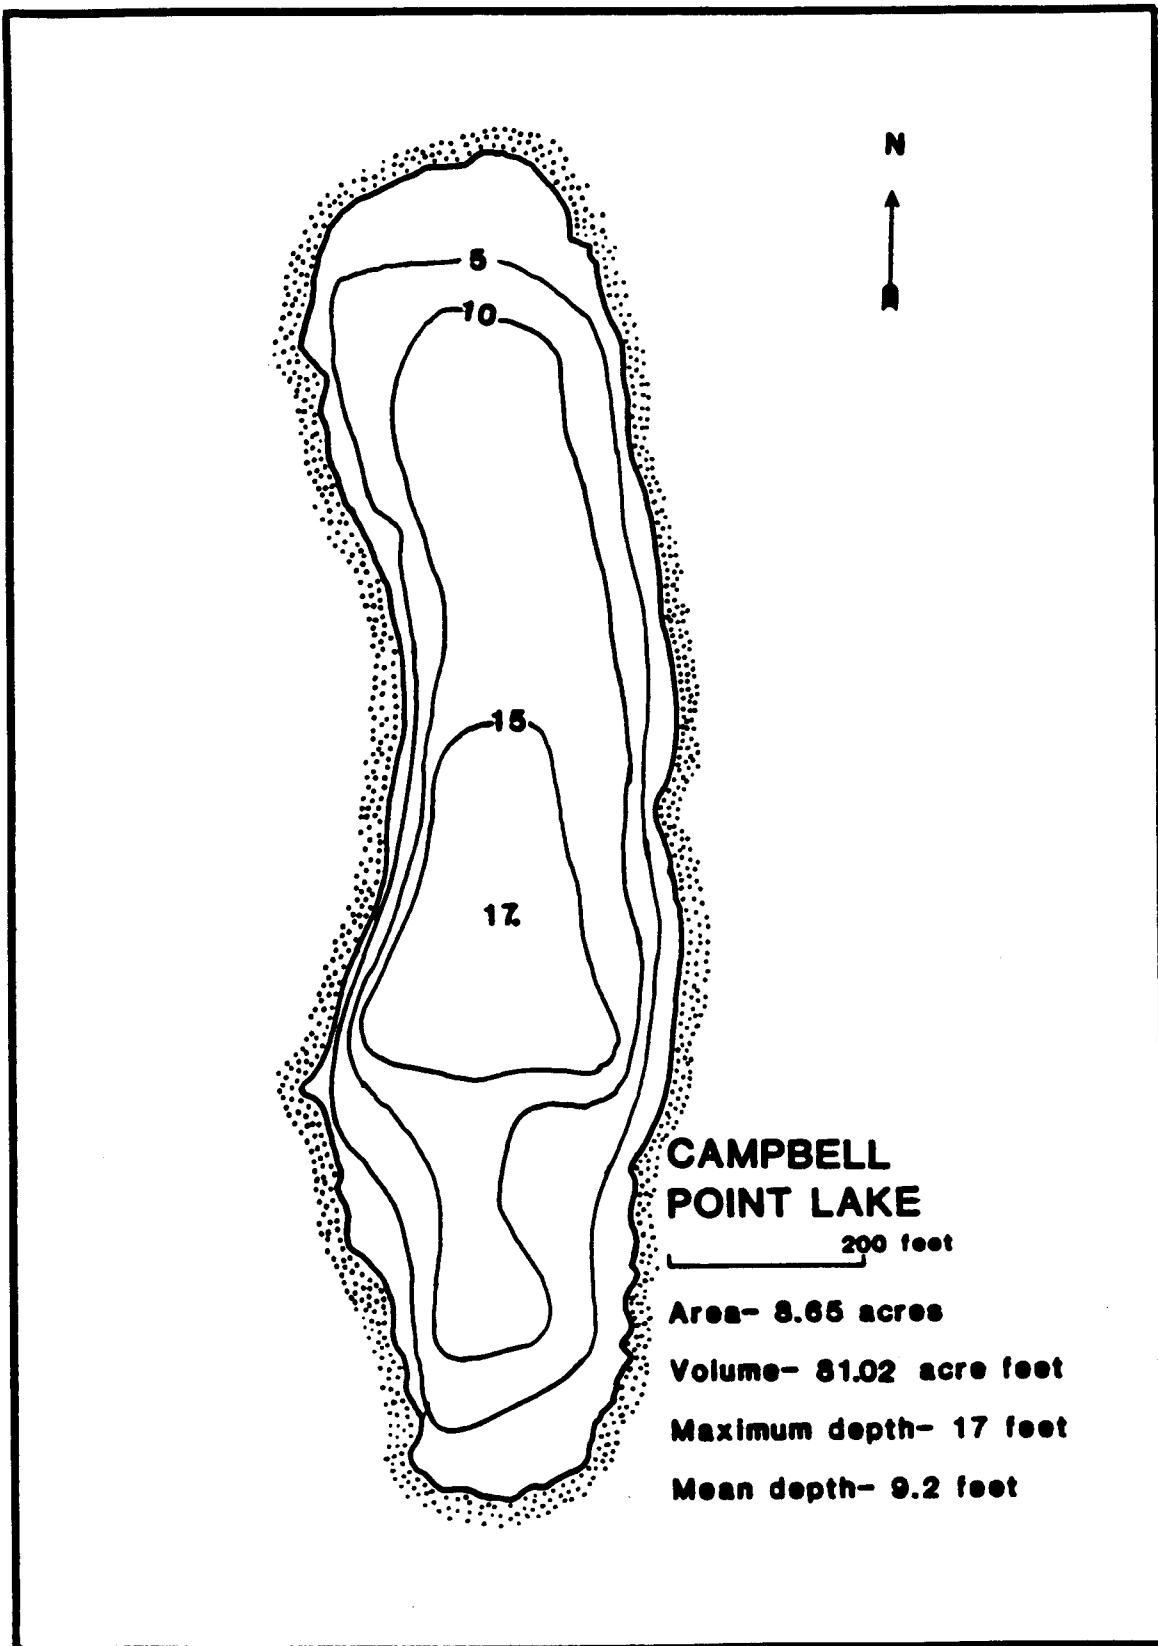 N
5
10
15
17.
CAMPBELL
POINT LAKE
200 feet
Area- 8.65 acres
Volume- 81.02 acre feet
Maximum depth- 17 feet
Mean depth- 9.2 feet